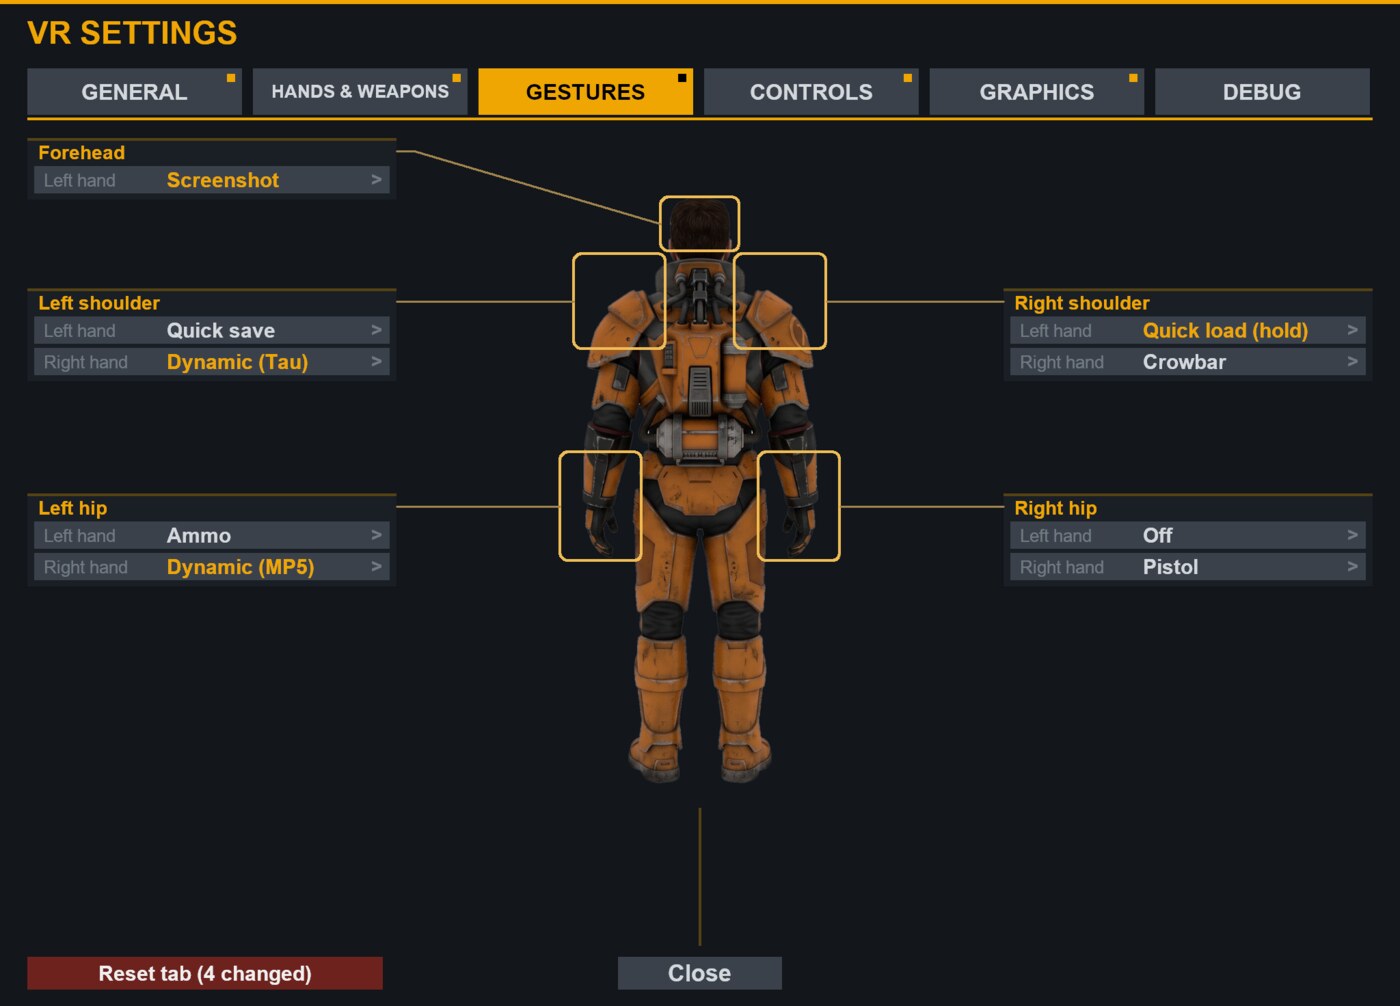 VR SETTINGS
GENERAL HANDS & WEAPONS GESTURES CONTROLS GRAPHICS DEBUG
Forehead
Left hand Screenshot >
Left shoulder
Left hand Quick save >
Right hand Dynamic (Tau) >
Right shoulder
Left hand Quick load (hold) >
Right hand Crowbar >
Left hip
Left hand Ammo >
Right hand Dynamic (MP5) >
Right hip
Left hand Off >
Right hand Pistol >
Reset tab (4 changed)
Close